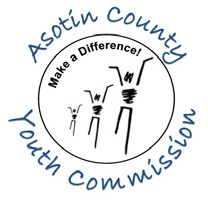 Asotin County
Make a Difference!
Youth Commission